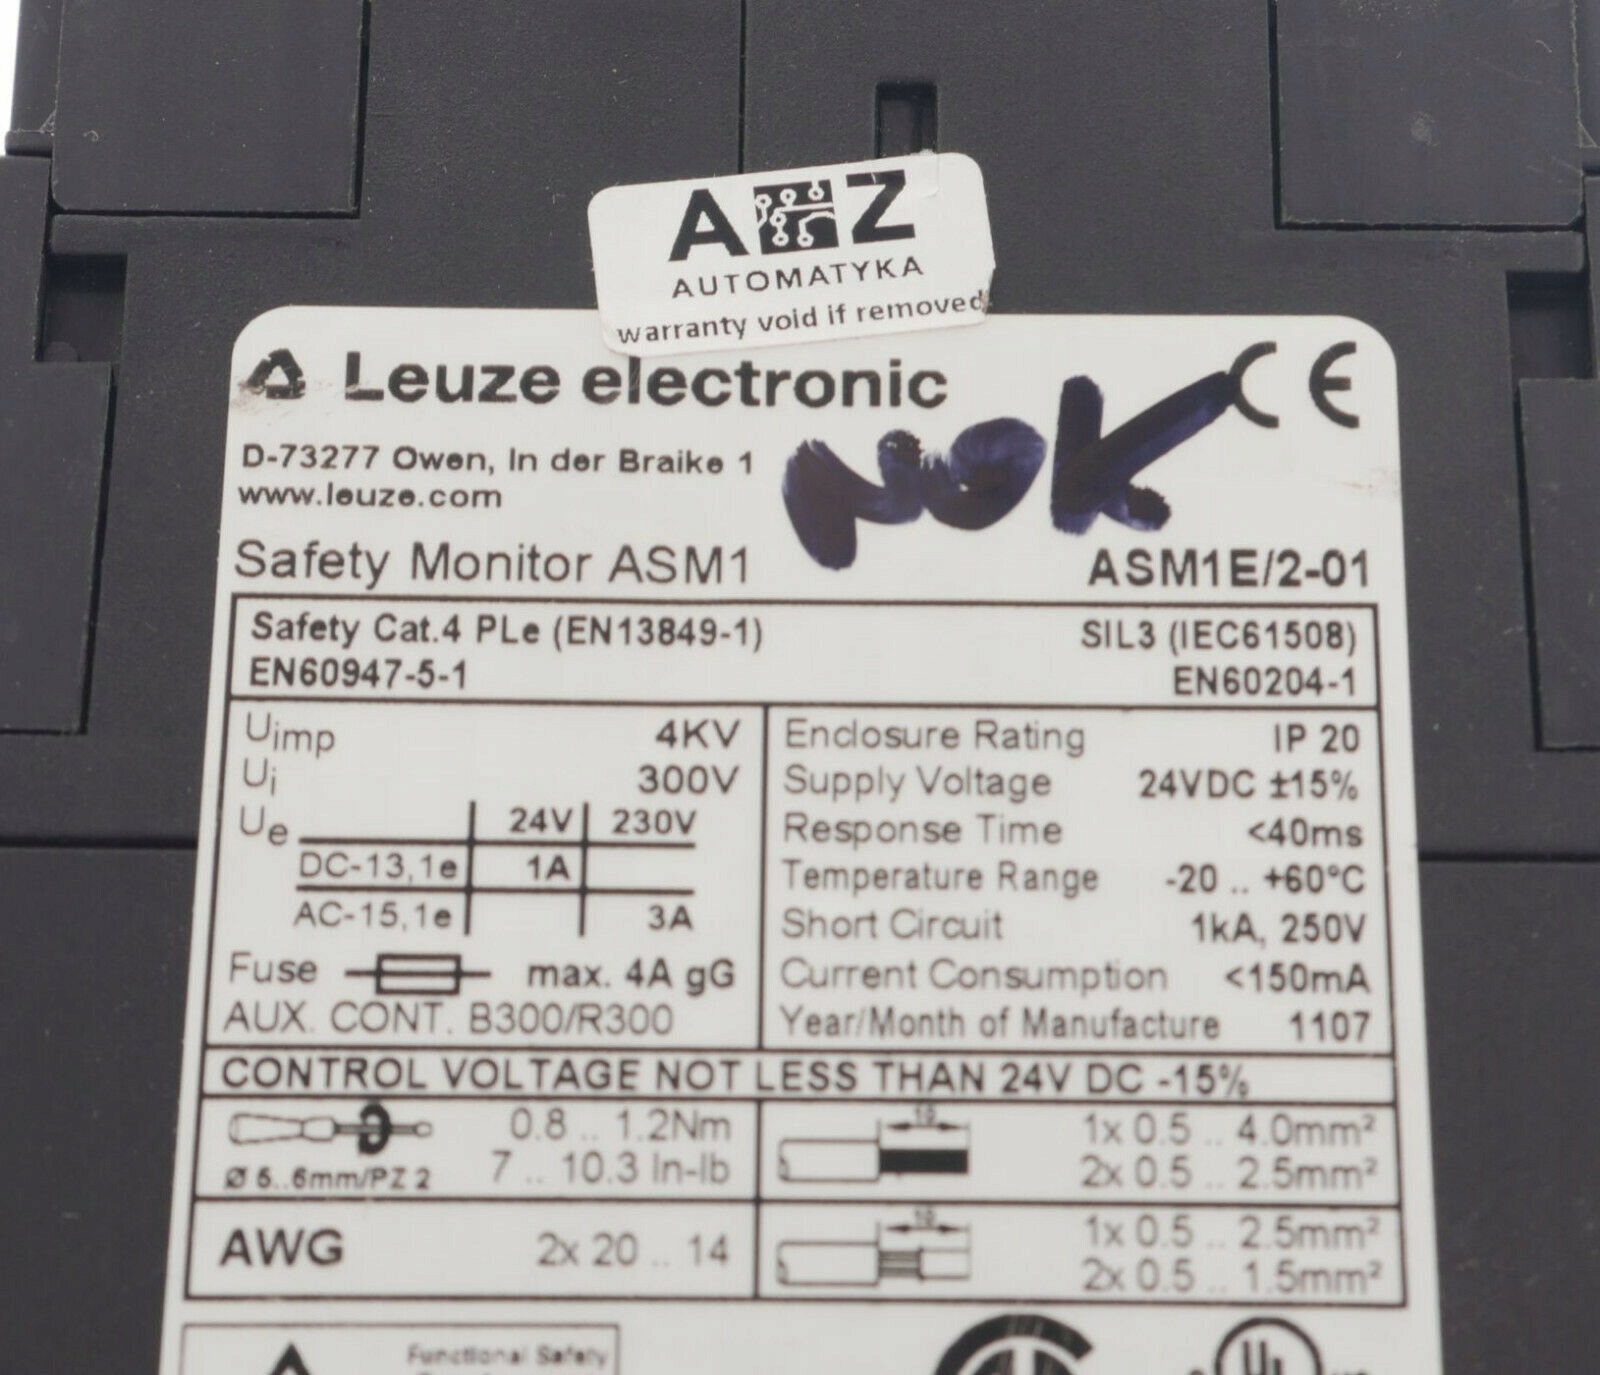 A Z
AUTOMATYKA
warranty void if removed
Leuze electronic
CE
NOK
D-73277 Owen, In der Braike 1
www.leuze.com
Safety Monitor ASM1 ASM1E/2-01
Safety Cat.4 PLe (EN13849-1) SIL3 (IEC61508)
EN60947-5-1 EN60204-1
Uimp 4KV
Ui 300V
Ue 24V 230V
DC-13,1e 1A
AC-15,1e 3A
Fuse max. 4A gG
AUX. CONT. B300/R300
Enclosure Rating IP 20
Supply Voltage 24VDC ±15%
Response Time <40ms
Temperature Range -20 .. +60°C
Short Circuit 1kA, 250V
Current Consumption <150mA
Year/Month of Manufacture 1107
CONTROL VOLTAGE NOT LESS THAN 24V DC -15%
0.8 .. 1.2Nm
Ø 5..6mm/PZ 2 7 .. 10.3 In-lb
10 1x 0.5 .. 4.0mm²
2x 0.5 .. 2.5mm²
AWG 2x 20 .. 14
10 1x 0.5 .. 2.5mm²
2x 0.5 .. 1.5mm²
Functional Safety
UL